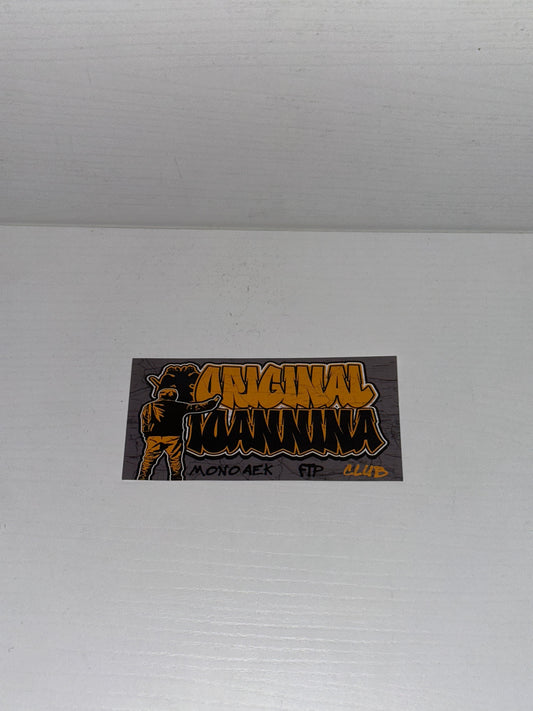 ORIGINAL
IOANNINA
MONO AEK FTP CLUB